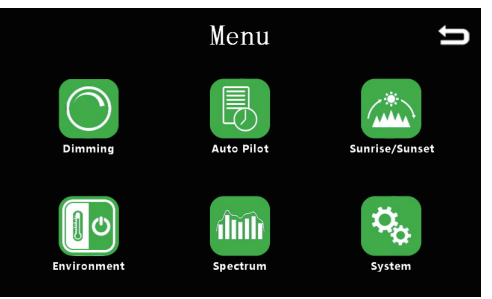 Menu
Dimming
Auto Pilot
Sunrise/Sunset
Environment
Spectrum
System